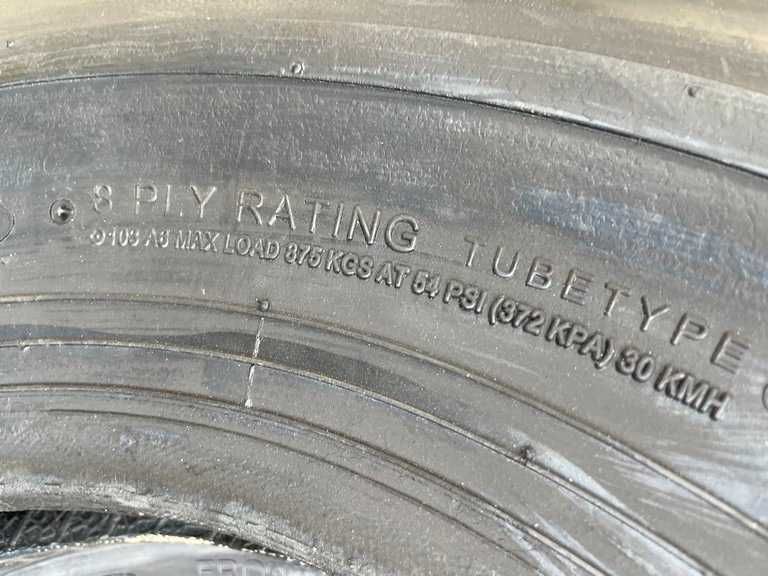 8 PLY RATING TUBETYPE
103 A6 MAX LOAD 875 KGS AT 54 PSI (372 KPA) 30 KMH